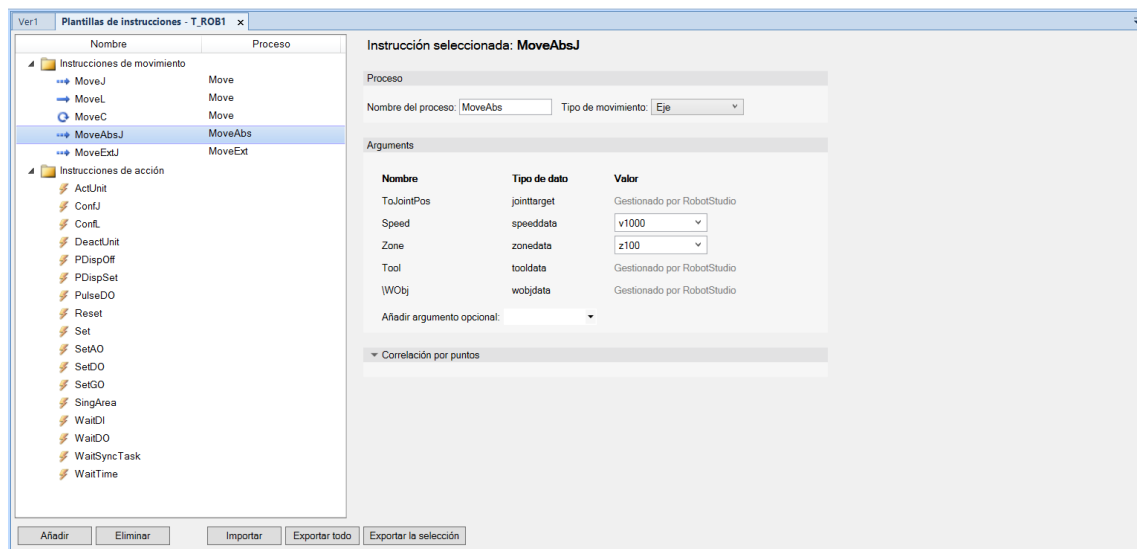 Ver1 Plantillas de instrucciones - T_ROB1 x
Nombre Proceso
Instrucciones de movimiento
MoveJ Move
MoveL Move
MoveC Move
MoveAbsJ MoveAbs
MoveExtJ MoveExt
Instrucciones de acción
ActUnit
ConfJ
ConfL
DeactUnit
PDispOff
PDispSet
PulseDO
Reset
Set
SetAO
SetDO
SetGO
SingArea
WaitDI
WaitDO
WaitSyncTask
WaitTime
Añadir Eliminar Importar Exportar todo Exportar la selección
Instrucción seleccionada: MoveAbsJ
Proceso
Nombre del proceso: MoveAbs Tipo de movimiento: Eje
Arguments
Nombre Tipo de dato Valor
ToJointPos jointtarget Gestionado por RobotStudio
Speed speeddata v1000
Zone zonedata z100
Tool tooldata Gestionado por RobotStudio
\WObj wobjdata Gestionado por RobotStudio
Añadir argumento opcional:
Correlación por puntos